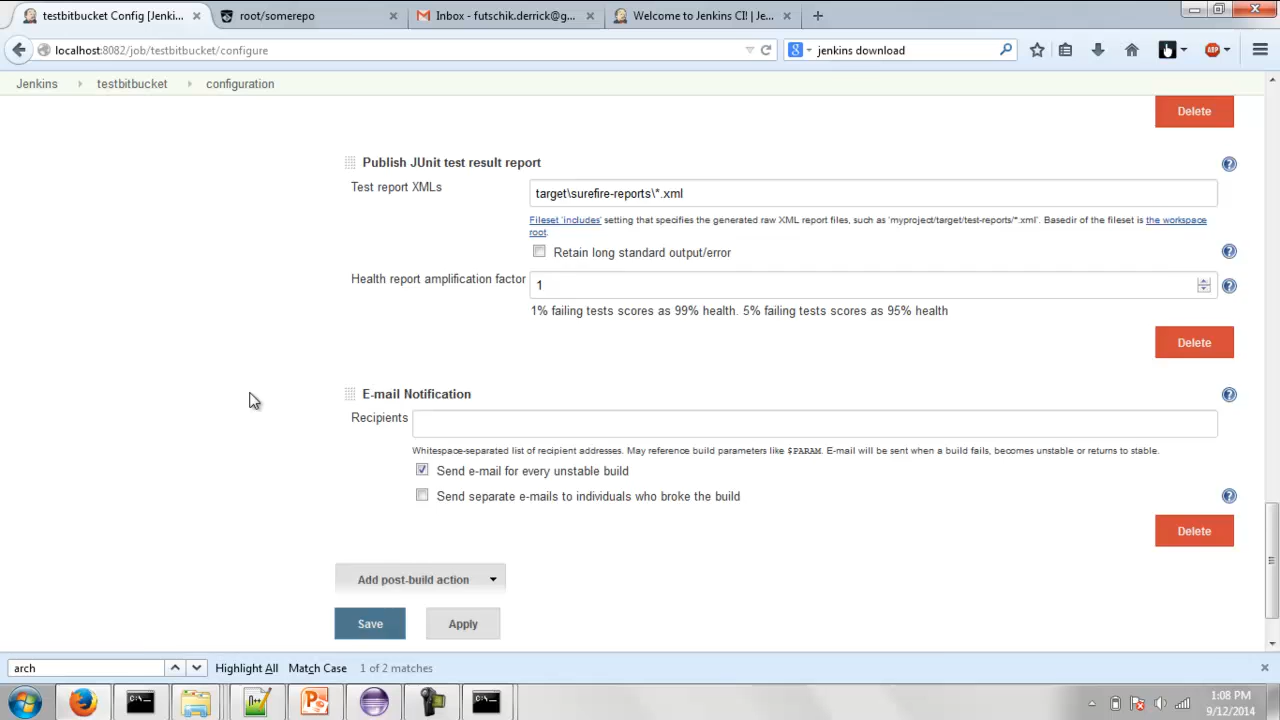 testbitbucket Config [Jenki...
root/somerepo
Inbox - futschik.derrick@g...
Welcome to Jenkins CI! | Je...
localhost:8082/job/testbitbucket/configure
jenkins download
ABP
Jenkins
testbitbucket
configuration
Delete
Publish JUnit test result report
Test report XMLs
target\surefire-reports\*.xml
Fileset 'includes' setting that specifies the generated raw XML report files, such as 'myproject/target/test-reports/*.xml'. Basedir of the fileset is the workspace
root.
Retain long standard output/error
Health report amplification factor
1
1% failing tests scores as 99% health. 5% failing tests scores as 95% health
Delete
E-mail Notification
Recipients
Whitespace-separated list of recipient addresses. May reference build parameters like $PARAM. E-mail will be sent when a build fails, becomes unstable or returns to stable.
Send e-mail for every unstable build
Send separate e-mails to individuals who broke the build
Delete
Add post-build action
Save
Apply
arch
Highlight All
Match Case
1 of 2 matches
1:08 PM
9/12/2014